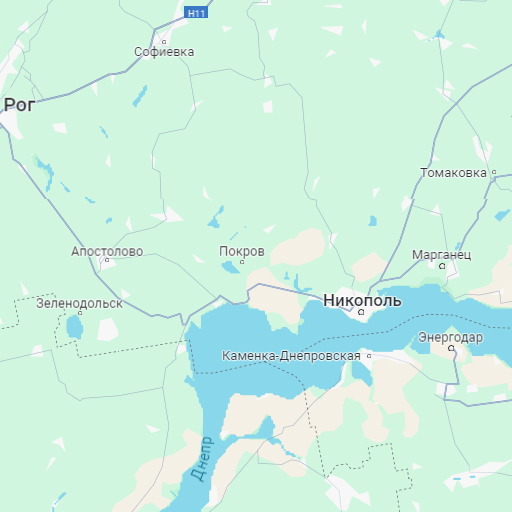 H11
Софиевка
Рог
Томаковка
Апостолово
Покров
Марганец
Зеленодольск
Никополь
Энергодар
Каменка-Днепровская
Днепр